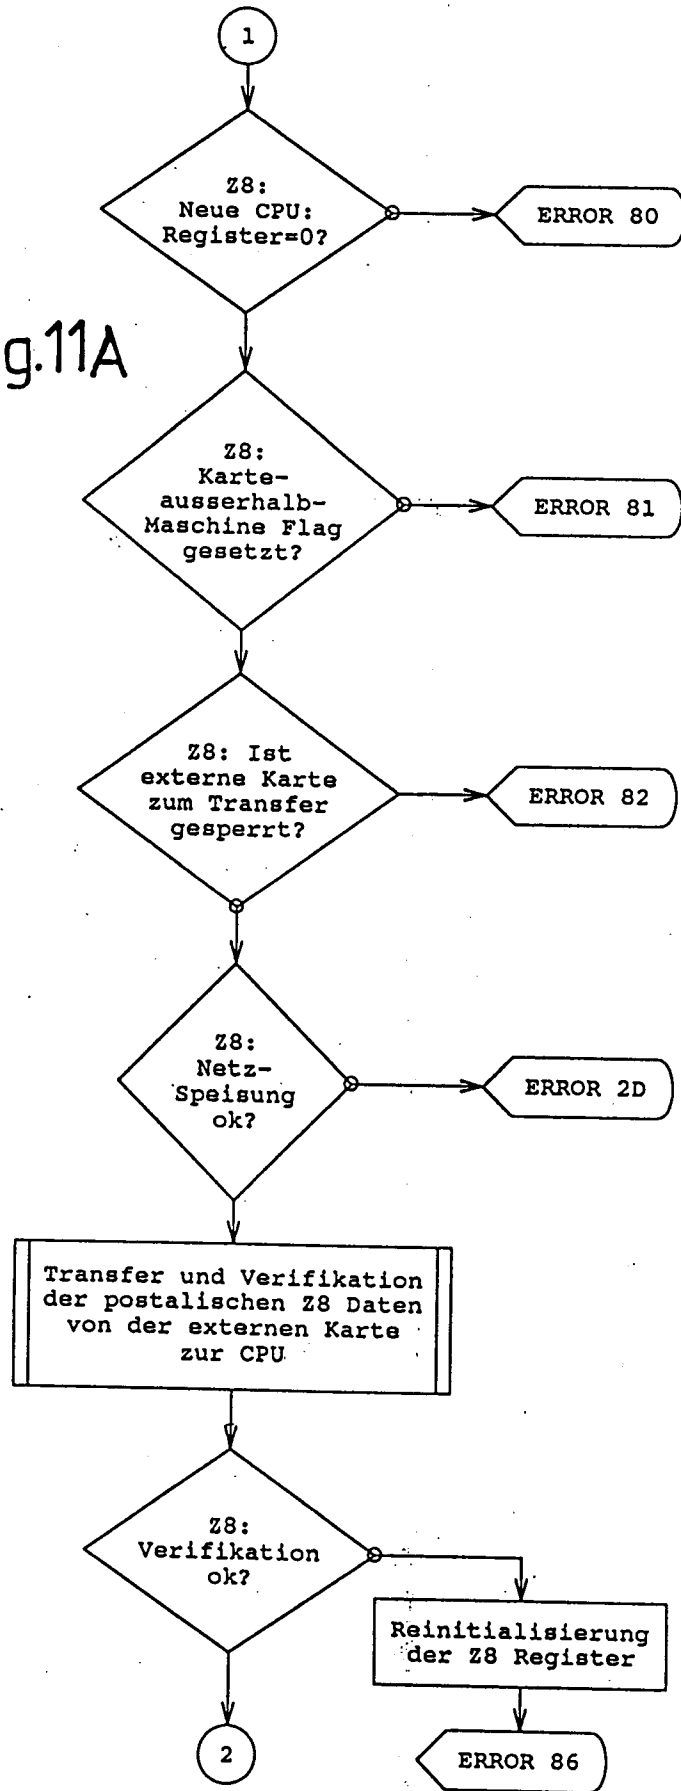 1
Z8:
Neue CPU:
Register=0?
ERROR 80
g.11A
Z8:
Karte-
ausserhalb-
Maschine Flag
gesetzt?
ERROR 81
Z8: Ist
externe Karte
zum Transfer
gesperrt?
ERROR 82
Z8:
Netz-
Speisung
ok?
ERROR 2D
Transfer und Verifikation
der postalischen Z8 Daten
von der externen Karte
zur CPU
Z8:
Verifikation
ok?
Reinitialisierung
der Z8 Register
2
ERROR 86